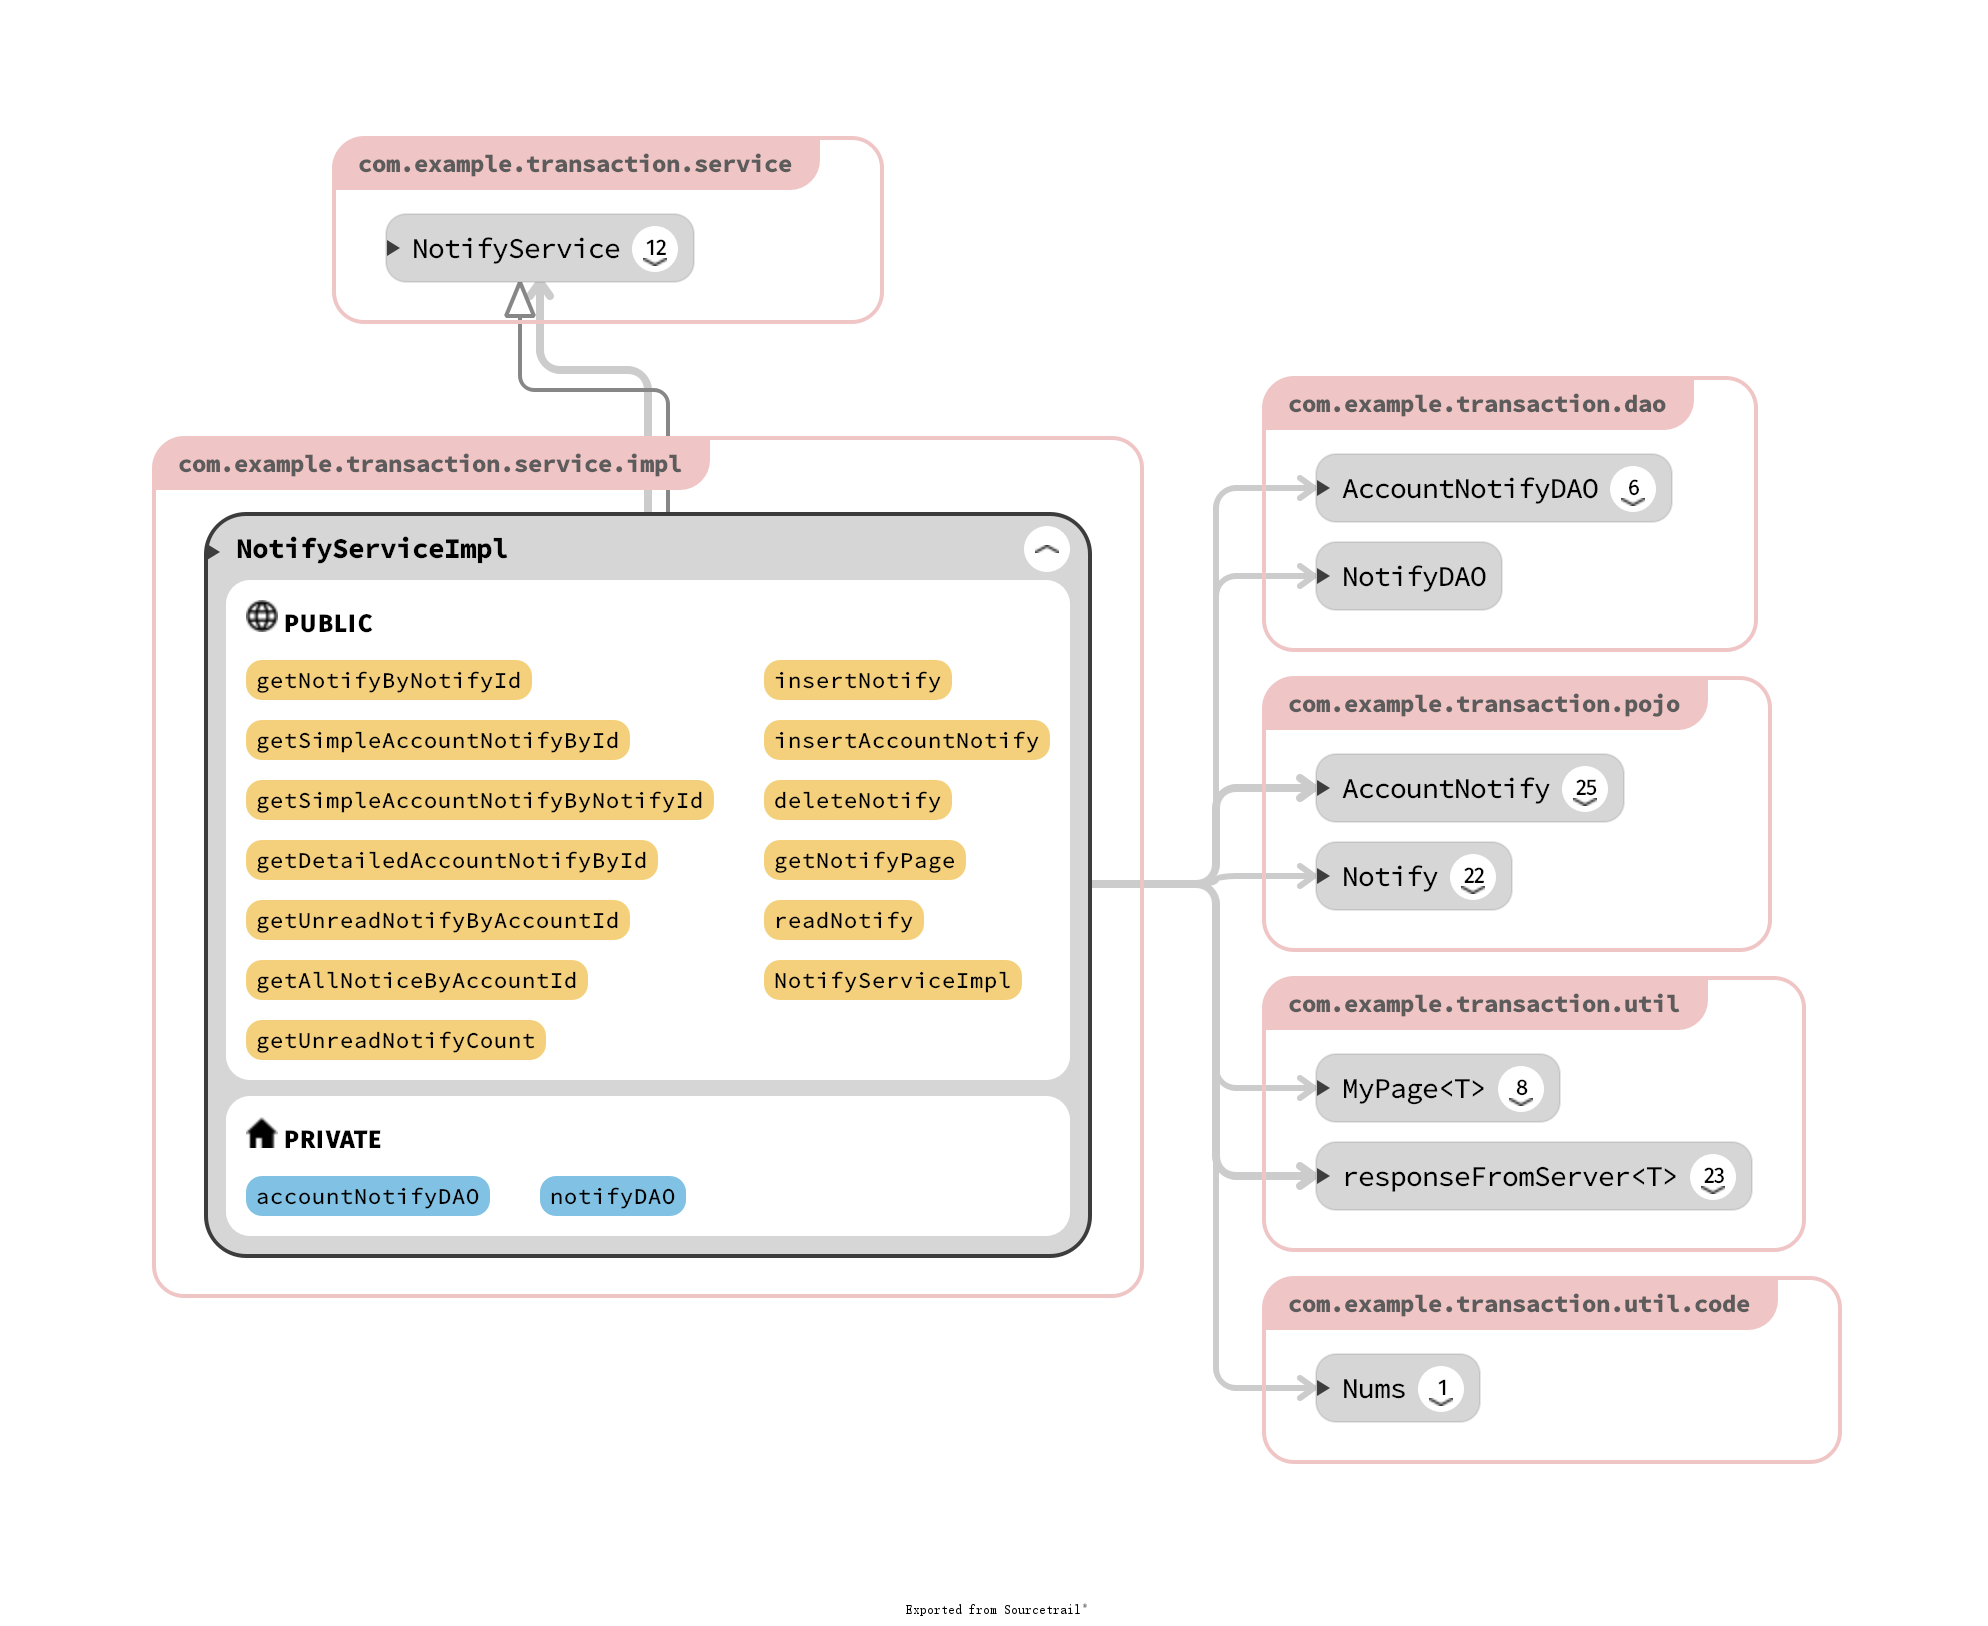 com.example.transaction.service
NotifyService 12
com.example.transaction.service.impl
NotifyServiceImpl
PUBLIC
getNotifyByNotifyId
getSimpleAccountNotifyById
getSimpleAccountNotifyByNotifyId
getDetailedAccountNotifyById
getUnreadNotifyByAccountId
getAllNoticeByAccountId
getUnreadNotifyCount
insertNotify
insertAccountNotify
deleteNotify
getNotifyPage
readNotify
NotifyServiceImpl
PRIVATE
accountNotifyDAO notifyDAO
com.example.transaction.dao
AccountNotifyDAO 6
NotifyDAO
com.example.transaction.pojo
AccountNotify 25
Notify 22
com.example.transaction.util
MyPage<T> 8
responseFromServer<T> 23
com.example.transaction.util.code
Nums 1
Exported from Sourcetrail®